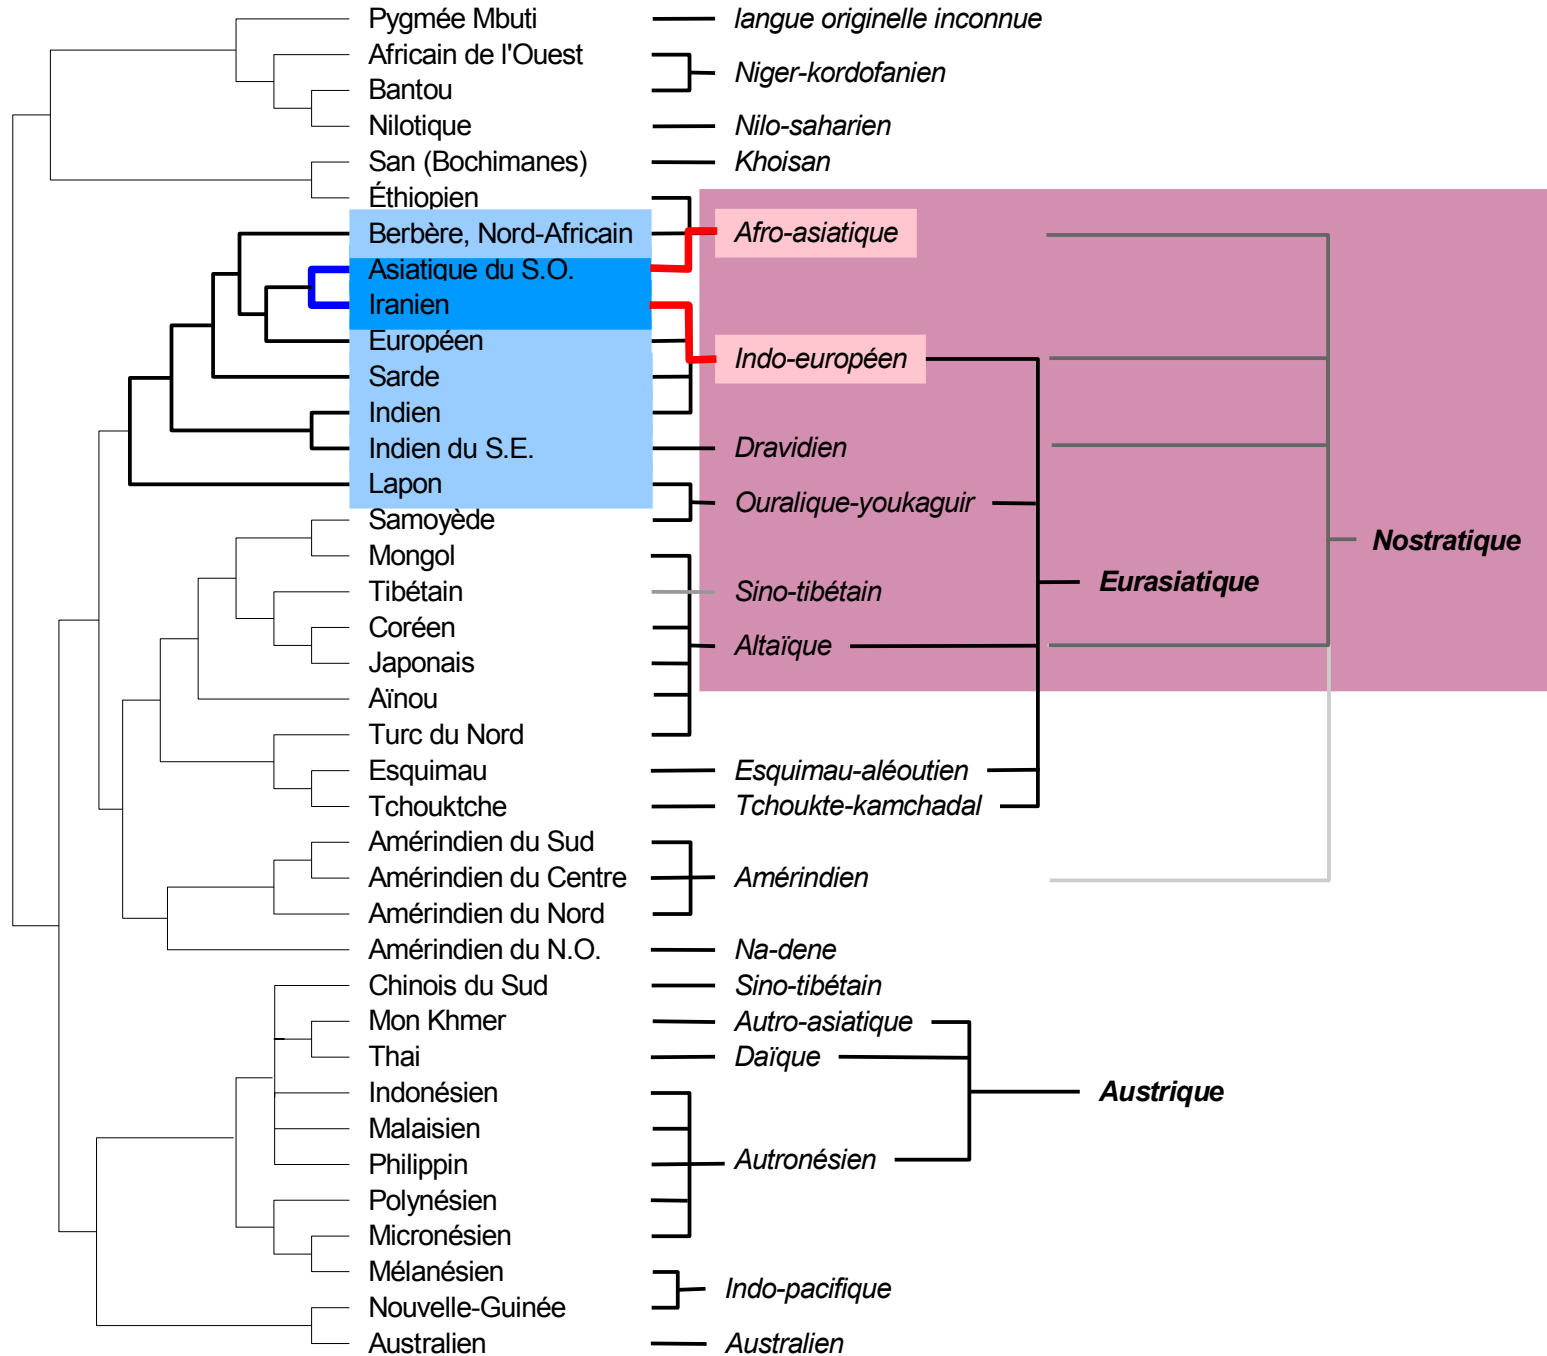 Pygmée Mbuti langue originelle inconnue
Africain de l'Ouest
Niger-kordofanien
Bantou
Nilotique Nilo-saharien
San (Bochimanes) Khoisan
Éthiopien
Berbère, Nord-Africain Afro-asiatique
Asiatique du S.O.
Iranien
Européen
Indo-européen
Sarde
Indien
Indien du S.E. Dravidien
Lapon
Ouralique-youkaguir
Samoyède
Nostratique
Mongol
Eurasiatique
Tibétain Sino-tibétain
Coréen
Altaïque
Japonais
Aïnou
Turc du Nord
Esquimau Esquimau-aléoutien
Tchouktche Tchoukte-kamchadal
Amérindien du Sud
Amérindien du Centre Amérindien
Amérindien du Nord
Amérindien du N.O. Na-dene
Chinois du Sud Sino-tibétain
Mon Khmer Autro-asiatique
Thai Daïque
Indonésien Austrique
Malaisien
Philippin Autronésien
Polynésien
Micronésien
Mélanésien
Indo-pacifique
Nouvelle-Guinée
Australien Australien